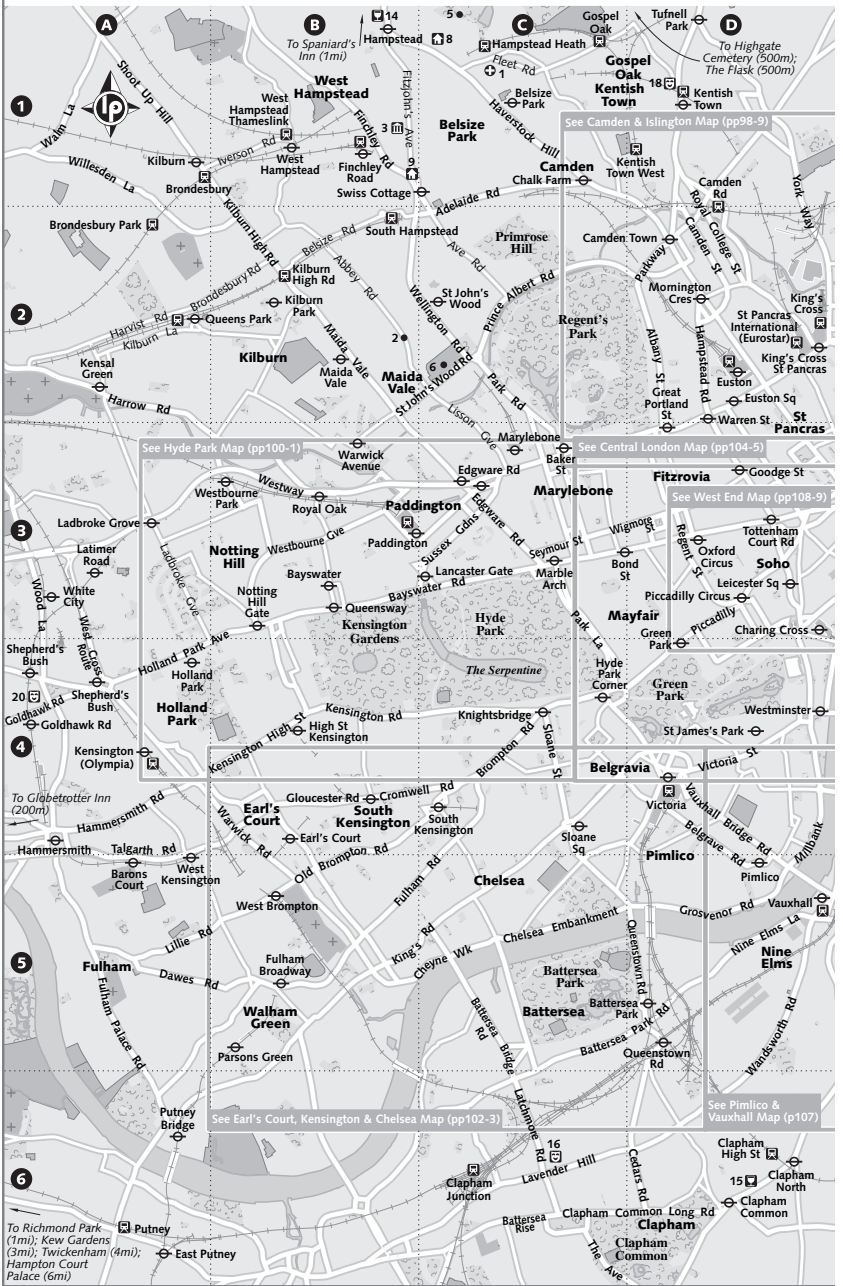 A
B
C
D
14
5
Hampstead
8
To Spaniard's
Inn (1mi)
Hampstead Heath
Gospel
Oak
Tufnell
Park
To Highgate
Cemetery (500m);
The Flask (500m)
Fleet Rd
1
Gospel
Oak
Kentish
Town
18
Kentish
Town
lp
Shoot Up Hill
West
Hampstead
Fitzjohn's Ave
Belsize
Park
1
Walm La
West
Hampstead
Thameslink
Finchley Rd
3
Belsize
Park
Haverstock Hill
See Camden & Islington Map (pp98-9)
Willesden La
Kilburn
Iverson Rd
West
Hampstead
Finchley
Road
9
Camden
Kentish
Town West
Brondesbury
Swiss Cottage
Chalk Farm
Camden
Rd
York Way
Adelaide Rd
Royal College St
Brondesbury Park
Kilburn High Rd
Belsize Rd
South Hampstead
Ave Rd
Primrose
Hill
Camden Town
Camden St
Parkway
Brondesbury Rd
Kilburn
High Rd
Abbey Rd
Prince Albert Rd
Mornington
Cres
2
Harvist Rd
Queens Park
Kilburn
Park
St John's
Wood
Wellington Rd
Regent's
Park
Albany St
Hampstead Rd
St Pancras
International
(Eurostar)
King's
Cross
Kilburn La
2
Kensal
Green
Kilburn
Maida Vale
Maida
Vale
6
King's Cross
St Pancras
Harrow Rd
Maida
Vale
St John's Wood Rd
Park Rd
Great
Portland
St
Euston
Euston Sq
Lisson Gve
Warren St
St
Pancras
See Hyde Park Map (pp100-1)
Warwick
Avenue
Marylebone
Baker
St
See Central London Map (pp104-5)
Westbourne
Park
Westway
Royal Oak
Edgware Rd
Marylebone
Fitzrovia
Goodge St
See West End Map (pp108-9)
3
Ladbroke Grove
Paddington
Edgware Rd
Wigmore St
Regent St
Tottenham
Court Rd
Latimer
Road
Ladbroke Gve
Notting
Hill
Westbourne Gve
Paddington
Sussex Gdns
Seymour St
Bond
St
Oxford
Circus
Soho
Wood La
White
City
Bayswater
Lancaster Gate
Marble
Arch
Leicester Sq
Notting
Hill
Gate
Queensway
Bayswater Rd
Mayfair
Piccadilly Circus
West Cross Route
Kensington
Gardens
Hyde
Park
Park La
Green
Park
Piccadilly
Charing Cross
Shepherd's
Bush
Holland Park Ave
Holland
Park
The Serpentine
Hyde
Park
Corner
Green
Park
20
Shepherd's
Bush
Goldhawk Rd
Goldhawk Rd
Holland
Park
Kensington Rd
Knightsbridge
Westminster
Kensington High St
High St
Kensington
Sloane St
St James's Park
4
Kensington
(Olympia)
Brompton Rd
Belgravia
Victoria St
To Globetrotter Inn
(200m)
Hammersmith Rd
Earl's
Court
Gloucester Rd
Cromwell Rd
South
Kensington
South
Kensington
Victoria
Vauxhall Bridge Rd
Warwick Rd
Earl's Court
Sloane
Sq
Belgrave Rd
Millbank
Hammersmith
Talgarth Rd
Barons
Court
West
Kensington
Old Brompton Rd
Fulham Rd
Pimlico
Pimlico
Chelsea
West Brompton
Grosvenor Rd
Vauxhall
Lillie Rd
King's Rd
Chelsea Embankment
Queenstown Rd
Nine Elms La
Cheyne Wk
5
Fulham
Dawes Rd
Fulham
Broadway
Battersea
Park
Nine
Elms
Fulham Palace Rd
Walham
Green
Battersea Bridge Rd
Battersea
Battersea
Park
Wandsworth Rd
Parsons Green
Battersea Park Rd
Queenstown
Rd
Putney
Bridge
See Earl's Court, Kensington & Chelsea Map (pp102-3)
Latchmore Rd
See Pimlico &
Vauxhall Map (p107)
16
Clapham
High St
6
Clapham
Junction
Lavender Hill
Cedars Rd
15
Clapham
North
To Richmond Park
(1mi); Kew Gardens
(3mi); Twickenham (4mi);
Hampton Court
Palace (6mi)
Putney
East Putney
Battersea
Rise
Clapham Common Long Rd
Clapham
Clapham
Common
The Ave
Clapham
Common